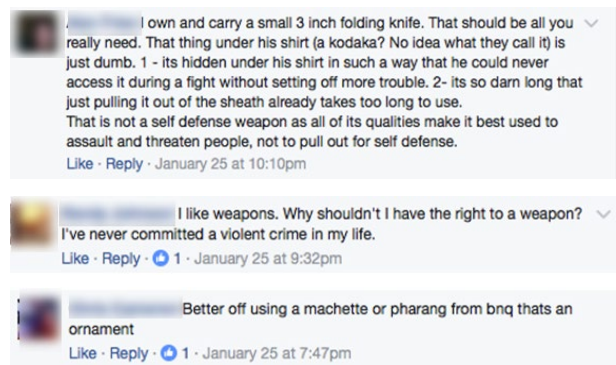 I own and carry a small 3 inch folding knife. That should be all you
really need. That thing under his shirt (a kodaka? No idea what they call it) is
just dumb. 1 - its hidden under his shirt in such a way that he could never
access it during a fight without setting off more trouble. 2- its so darn long that
just pulling it out of the sheath already takes too long to use.
That is not a self defense weapon as all of its qualities make it best used to
assault and threaten people, not to pull out for self defense.
Like · Reply · January 25 at 10:10pm
I like weapons. Why shouldn't I have the right to a weapon?
I've never committed a violent crime in my life.
Like · Reply · 1 · January 25 at 9:32pm
Better off using a machette or pharang from bnq thats an
ornament
Like · Reply · 1 · January 25 at 7:47pm